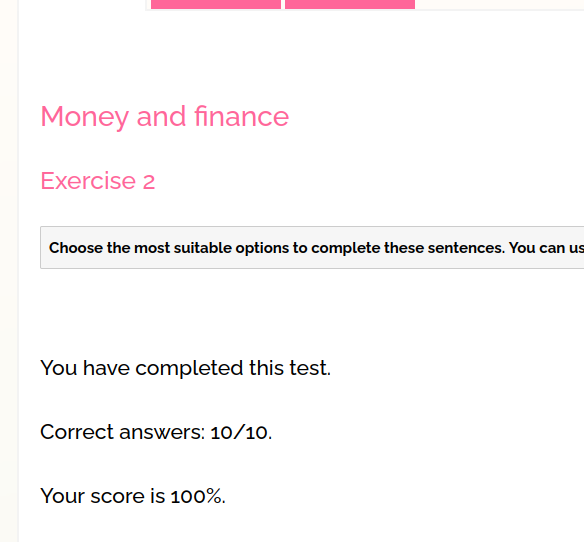 Money and finance
Exercise 2
Choose the most suitable options to complete these sentences. You can
You have completed this test.
Correct answers: 10/10.
Your score is 100%.